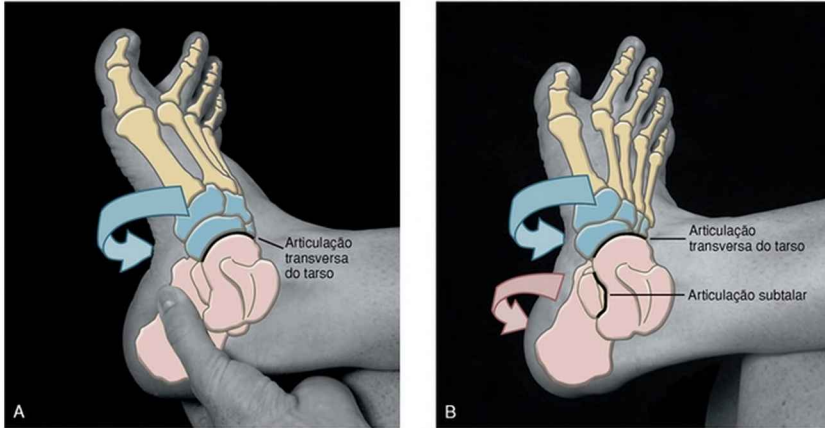 Articulação
transversa
do tarso
A
Articulação
transversa do tarso
Articulação subtalar
B